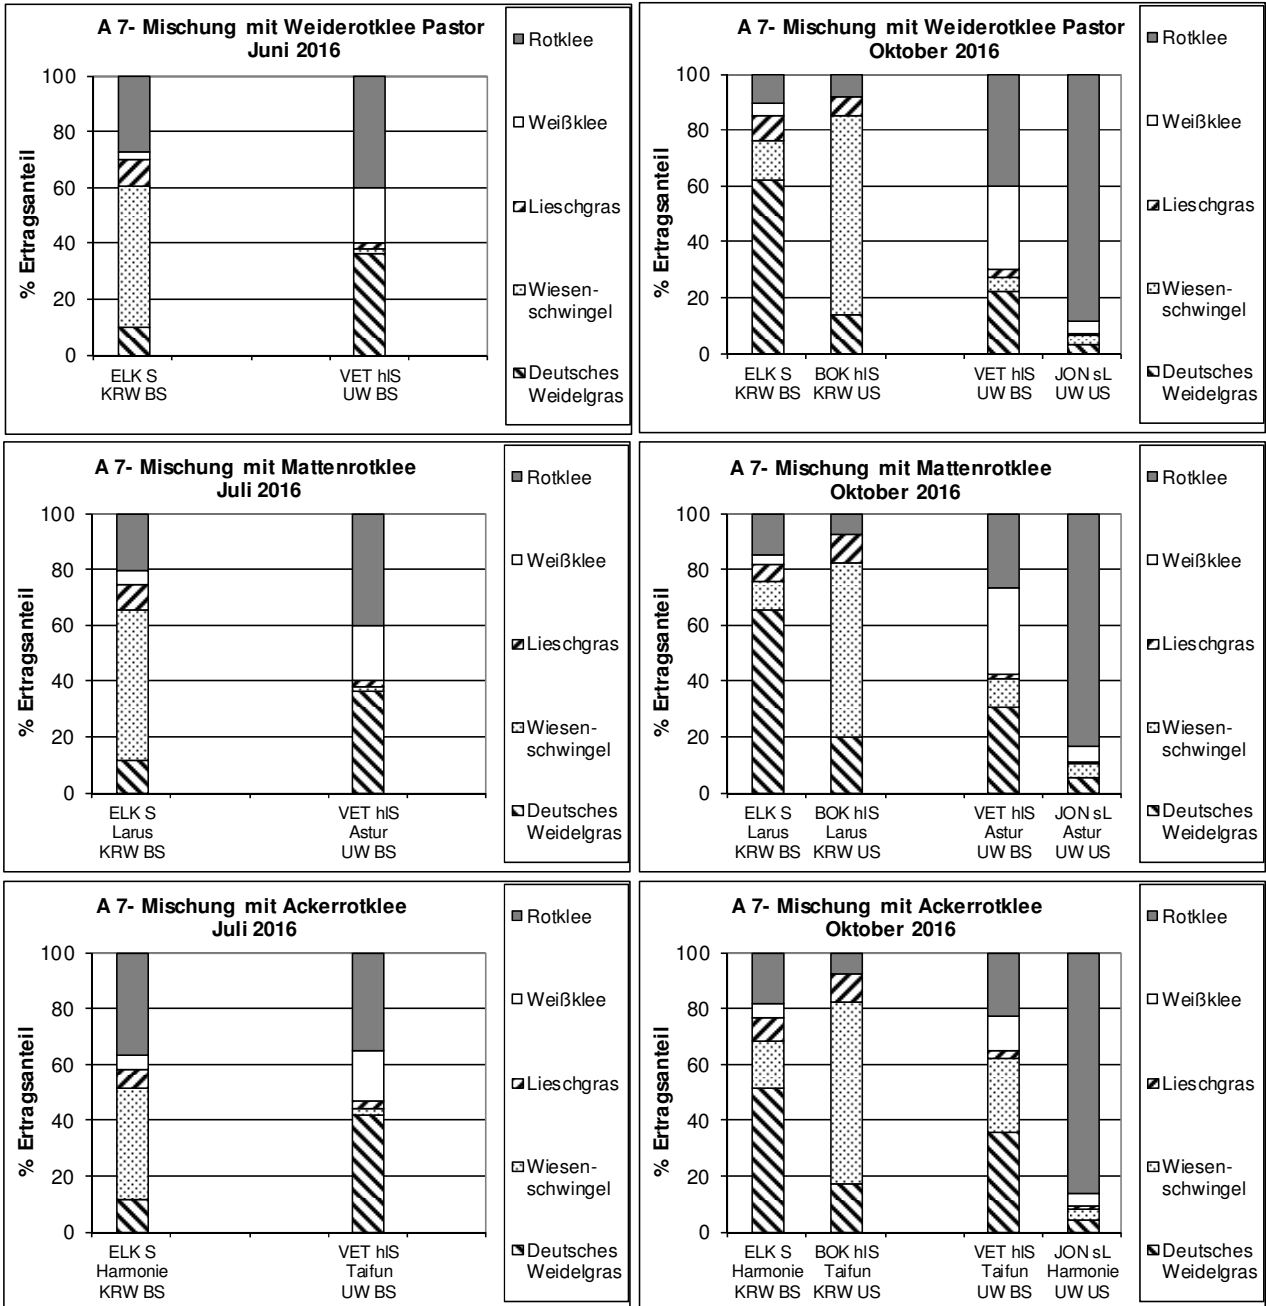 A 7- Mischung mit Weiderotklee Pastor
Juni 2016
% Ertragsanteil
100
80
60
40
20
0
ELK S
KRW BS
VET hlS
UW BS
Rotklee
Weißklee
Lieschgras
Wiesen-
schwingel
Deutsches
Weidelgras
A 7- Mischung mit Weiderotklee Pastor
Oktober 2016
% Ertragsanteil
100
80
60
40
20
0
ELK S
KRW BS
BOK hlS
KRW US
VET hlS
UW BS
JON sL
UW US
Rotklee
Weißklee
Lieschgras
Wiesen-
schwingel
Deutsches
Weidelgras
A 7- Mischung mit Mattenrotklee
Juli 2016
% Ertragsanteil
100
80
60
40
20
0
ELK S
Larus
KRW BS
VET hlS
Astur
UW BS
Rotklee
Weißklee
Lieschgras
Wiesen-
schwingel
Deutsches
Weidelgras
A 7- Mischung mit Mattenrotklee
Oktober 2016
% Ertragsanteil
100
80
60
40
20
0
ELK S
Larus
KRW BS
BOK hlS
Larus
KRW US
VET hlS
Astur
UW BS
JON sL
Astur
UW US
Rotklee
Weißklee
Lieschgras
Wiesen-
schwingel
Deutsches
Weidelgras
A 7- Mischung mit Ackerrotklee
Juli 2016
% Ertragsanteil
100
80
60
40
20
0
ELK S
Harmonie
KRW BS
VET hlS
Taifun
UW BS
Rotklee
Weißklee
Lieschgras
Wiesen-
schwingel
Deutsches
Weidelgras
A 7- Mischung mit Ackerrotklee
Oktober 2016
% Ertragsanteil
100
80
60
40
20
0
ELK S
Harmonie
KRW BS
BOK hlS
Taifun
KRW US
VET hlS
Taifun
UW BS
JON sL
Harmonie
UW US
Rotklee
Weißklee
Lieschgras
Wiesen-
schwingel
Deutsches
Weidelgras